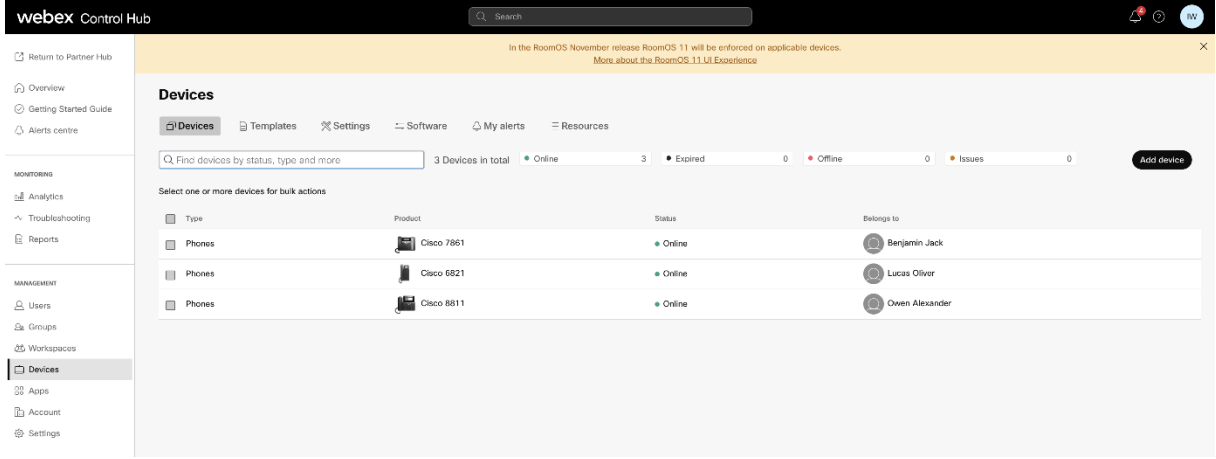 webex Control Hub
Search
4
IW
Return to Partner Hub
Overview
Getting Started Guide
Alerts centre
MONITORING
Analytics
Troubleshooting
Reports
MANAGEMENT
Users
Groups
Workspaces
Devices
Apps
Account
Settings
In the RoomOS November release RoomOS 11 will be enforced on applicable devices.
More about the RoomOS 11 UI Experience
Devices
Devices Templates Settings Software My alerts Resources
Find devices by status, type and more 3 Devices in total Online 3 Expired 0 Offline 0 Issues 0 Add device
Select one or more devices for bulk actions
Type Product Status Belongs to
Phones Cisco 7861 Online Benjamin Jack
Phones Cisco 6821 Online Lucas Oliver
Phones Cisco 8811 Online Owen Alexander